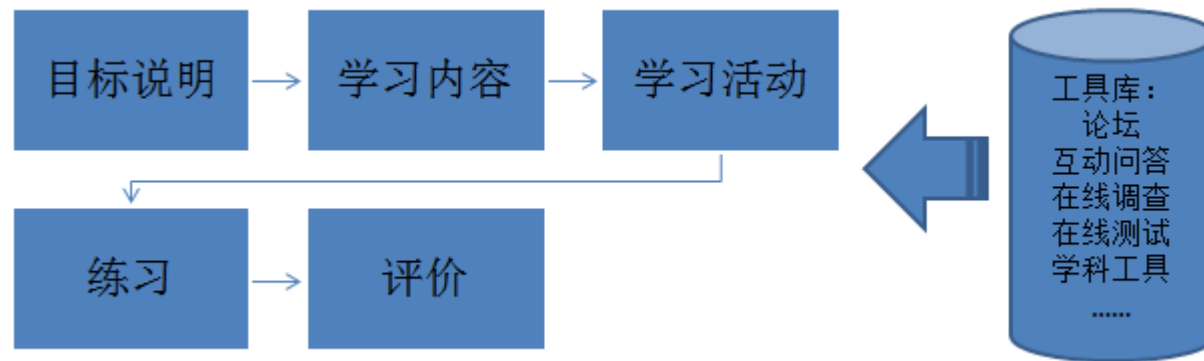 目标说明
学习内容
学习活动
练习
评价
工具库：
论坛
互动问答
在线调查
在线测试
学科工具
......